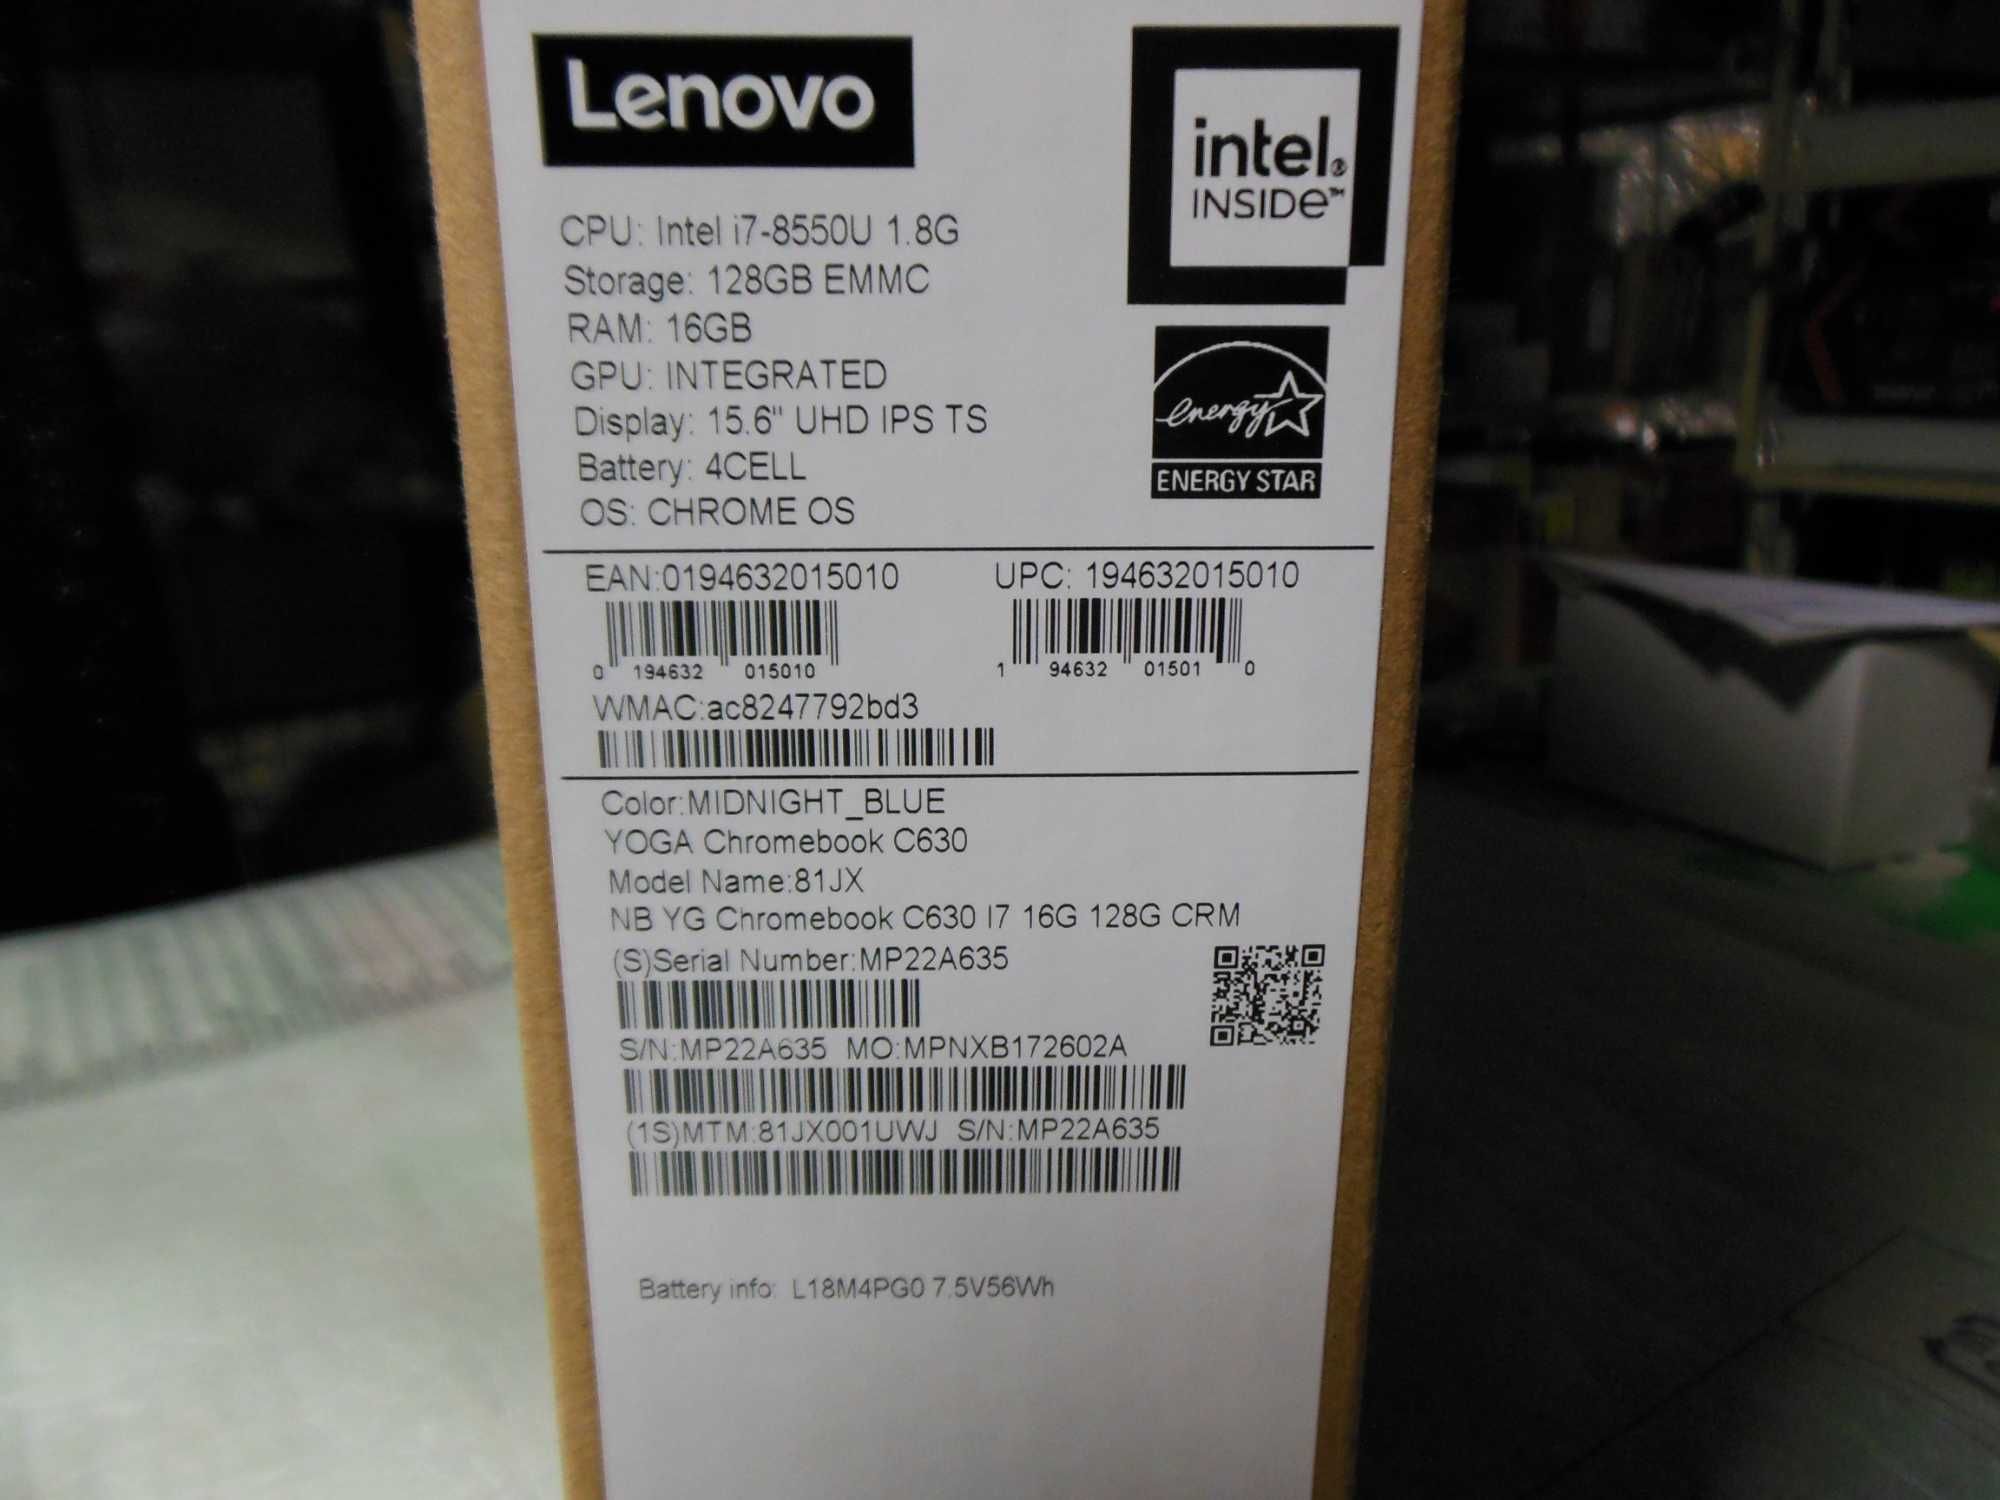 Lenovo
intel®
INSIDe™
CPU: Intel i7-8550U 1.8G
Storage: 128GB EMMC
RAM: 16GB
GPU: INTEGRATED
Display: 15.6" UHD IPS TS
Battery: 4CELL
OS: CHROME OS
energy
ENERGY STAR
EAN:0194632015010
UPC: 194632015010
0 194632 015010
1 94632 01501 0
WMAC:ac8247792bd3
Color:MIDNIGHT_BLUE
YOGA Chromebook C630
Model Name:81JX
NB YG Chromebook C630 I7 16G 128G CRM
(S)Serial Number:MP22A635
S/N:MP22A635 MO:MPNXB172602A
(1S)MTM:81JX001UWJ S/N:MP22A635
Battery info: L18M4PG0 7.5V56Wh